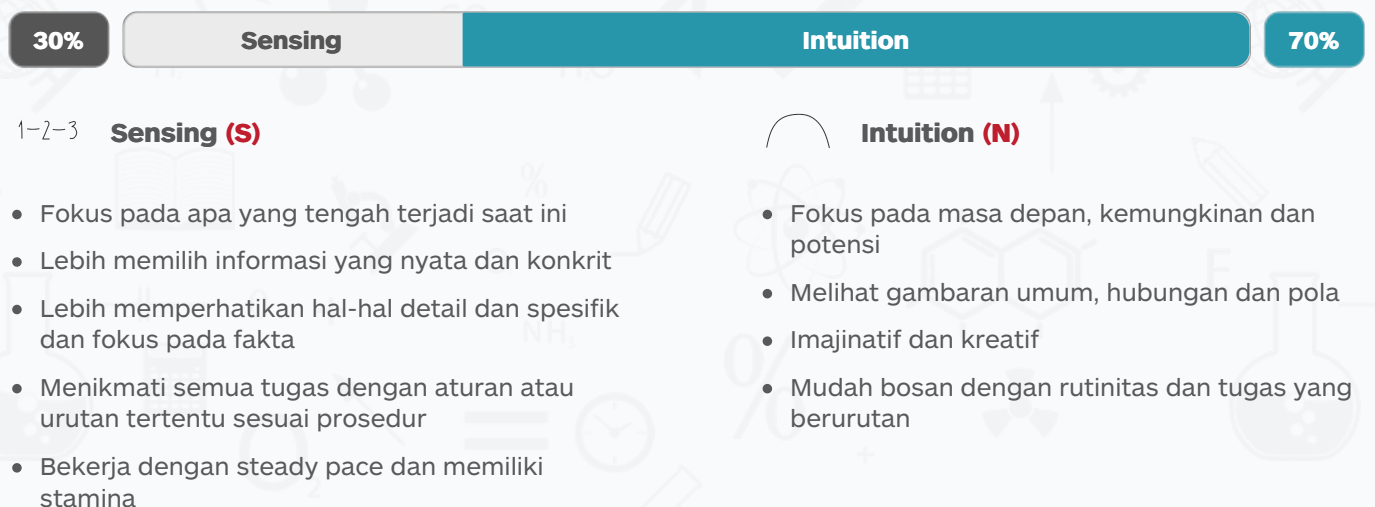 30% Sensing Intuition 70%
1-2-3 Sensing (S)
Fokus pada apa yang tengah terjadi saat ini
Lebih memilih informasi yang nyata dan konkrit
Lebih memperhatikan hal-hal detail dan spesifik
dan fokus pada fakta
Menikmati semua tugas dengan aturan atau
urutan tertentu sesuai prosedur
Bekerja dengan steady pace dan memiliki
stamina
Intuition (N)
Fokus pada masa depan, kemungkinan dan
potensi
Melihat gambaran umum, hubungan dan pola
Imajinatif dan kreatif
Mudah bosan dengan rutinitas dan tugas yang
berurutan